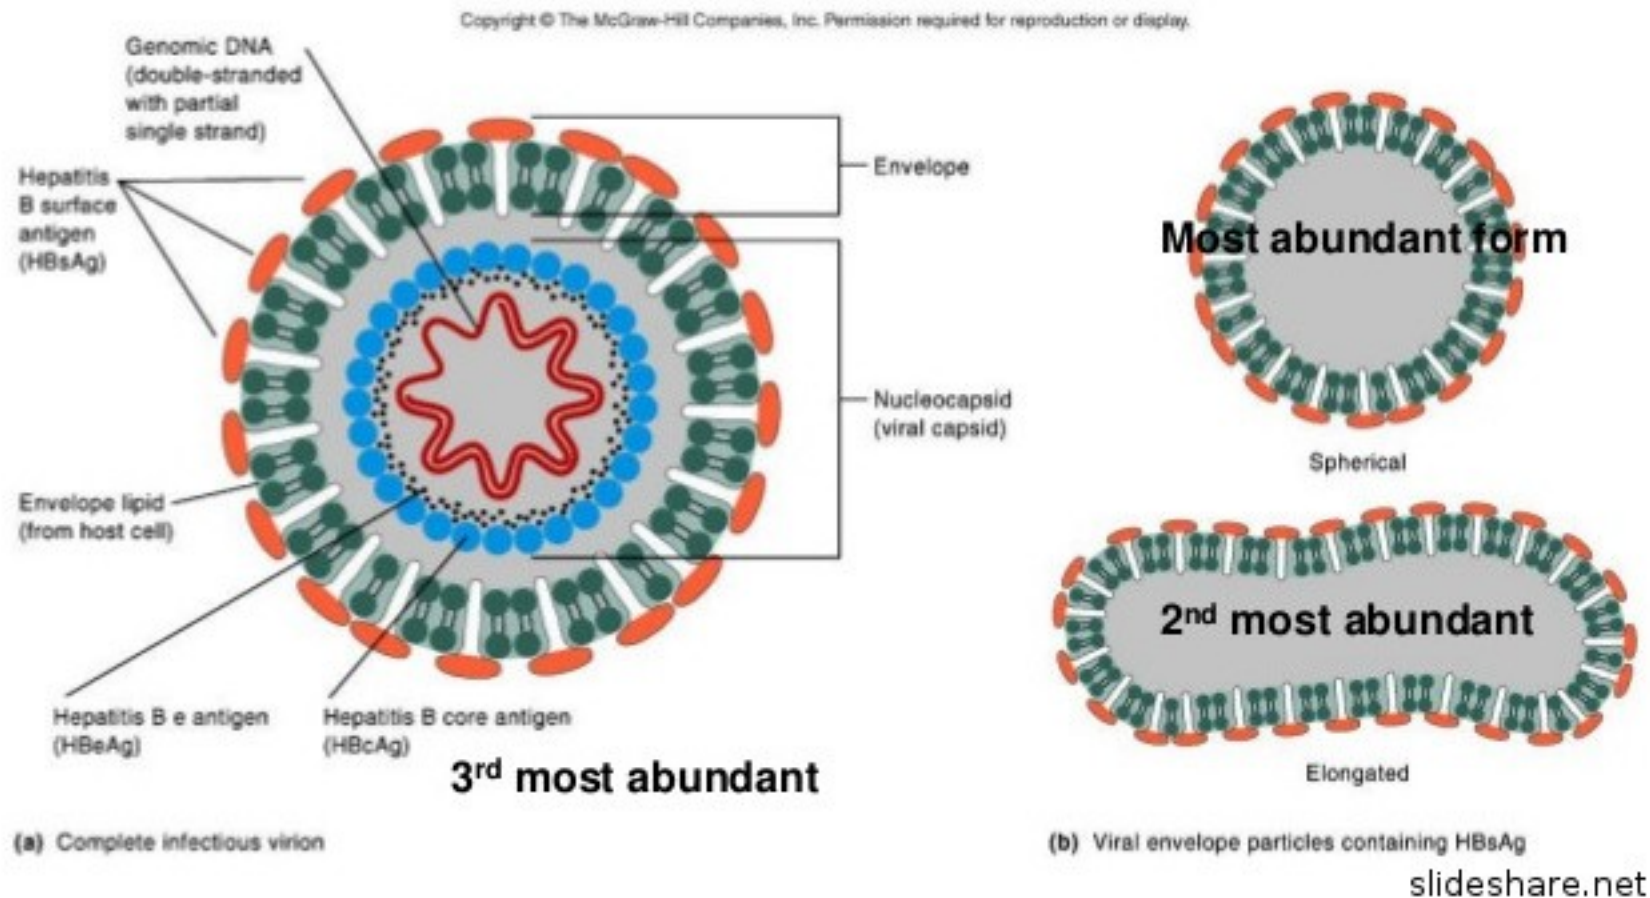 Copyright © The McGraw-Hill Companies, Inc. Permission required for reproduction or display.
Genomic DNA
(double-stranded
with partial
single strand)
Hepatitis
B surface
antigen
(HBsAg)
Envelope
Nucleocapsid
(viral capsid)
Envelope lipid
(from host cell)
Hepatitis B e antigen
(HBeAg)
Hepatitis B core antigen
(HBcAg)
3rd most abundant
(a) Complete infectious virion
Most abundant form
Spherical
2nd most abundant
Elongated
(b) Viral envelope particles containing HBsAg
slideshare.net